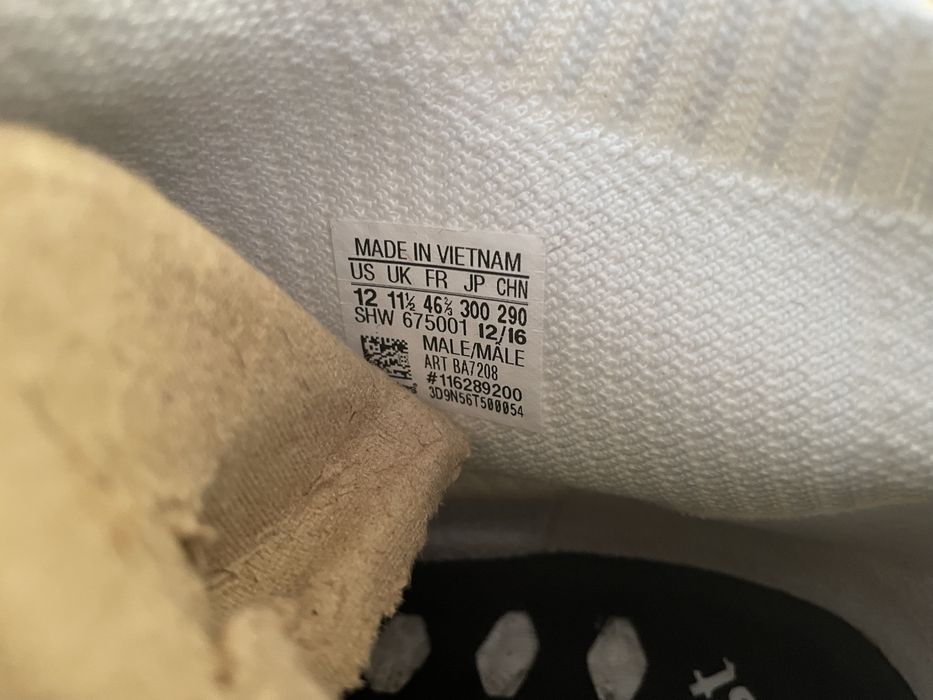 MADE IN VIETNAM
US UK FR JP CHN
12 11½ 46⅔ 300 290
SHW 675001 12/16
MALE/MÂLE
ART BA7208
#116289200
3D9N56T500054